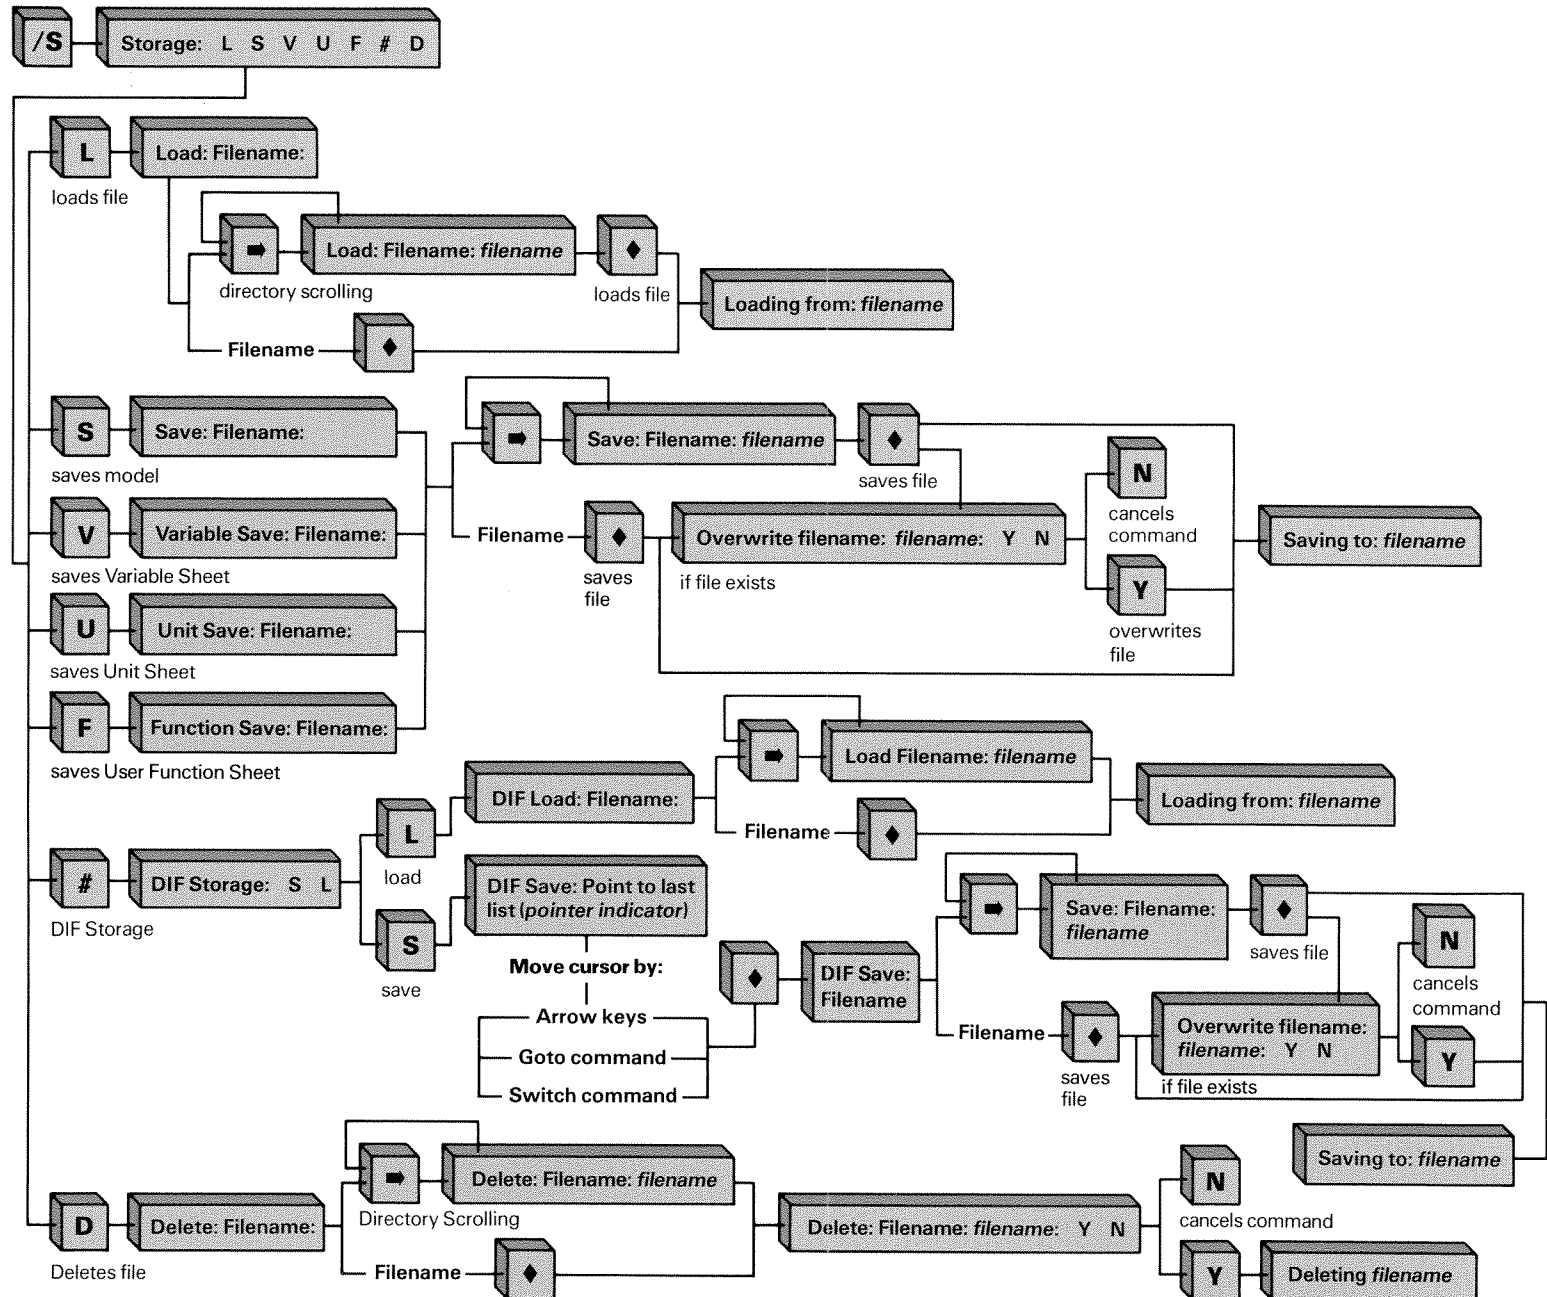 /S
Storage: L S V U F # D
L
Load: Filename:
loads file
Load: Filename: filename
directory scrolling
loads file
Filename
Loading from: filename
S
Save: Filename:
saves model
V
Variable Save: Filename:
saves Variable Sheet
U
Unit Save: Filename:
saves Unit Sheet
F
Function Save: Filename:
saves User Function Sheet
Save: Filename: filename
saves file
Filename
saves
file
Overwrite filename: filename: Y N
if file exists
N
cancels
command
Y
overwrites
file
Saving to: filename
#
DIF Storage: S L
DIF Storage
L
load
DIF Load: Filename:
Load Filename: filename
Filename
Loading from: filename
S
save
DIF Save: Point to last
list (pointer indicator)
Move cursor by:
Arrow keys
Goto command
Switch command
DIF Save:
Filename
Save: Filename:
filename
saves file
Filename
saves
file
Overwrite filename:
filename: Y N
if file exists
N
cancels
command
Y
Saving to: filename
D
Delete: Filename:
Deletes file
Delete: Filename: filename
Directory Scrolling
Filename
Delete: Filename: filename: Y N
N
cancels command
Y
Deleting filename